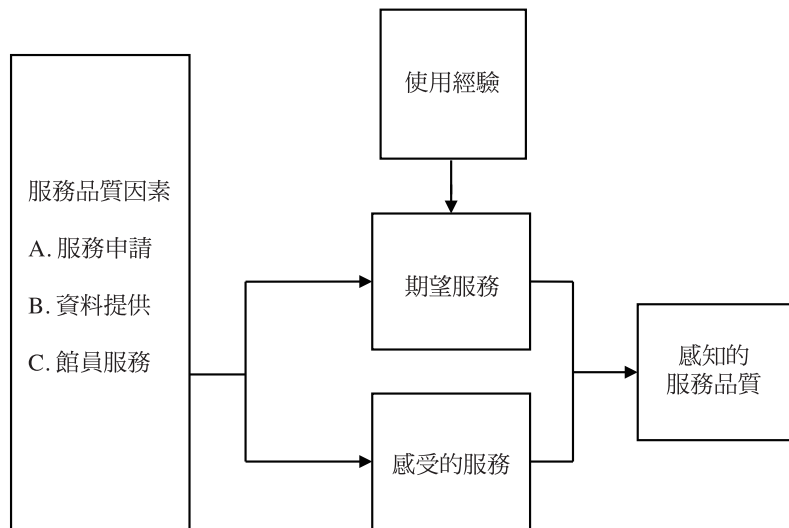 使用經驗
服務品質因素
A. 服務申請
B. 資料提供
C. 館員服務
期望服務
感受的服務
感知的
服務品質